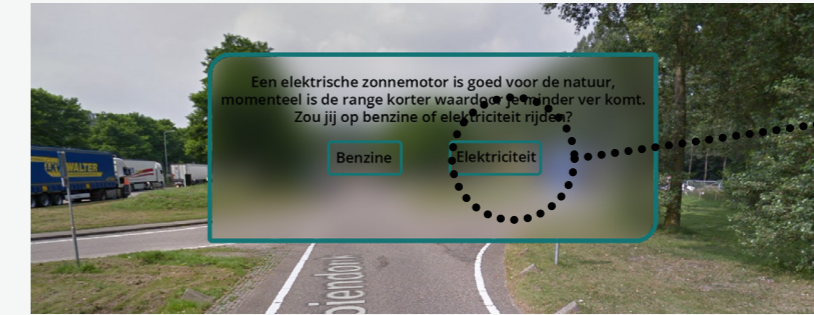 Een elektrische zonnemotor is goed voor de natuur,
momenteel is de range korter waardoor je minder ver komt.
Zou jij op benzine of elektriciteit rijden?
Benzine
Elektriciteit
LKW WALTER